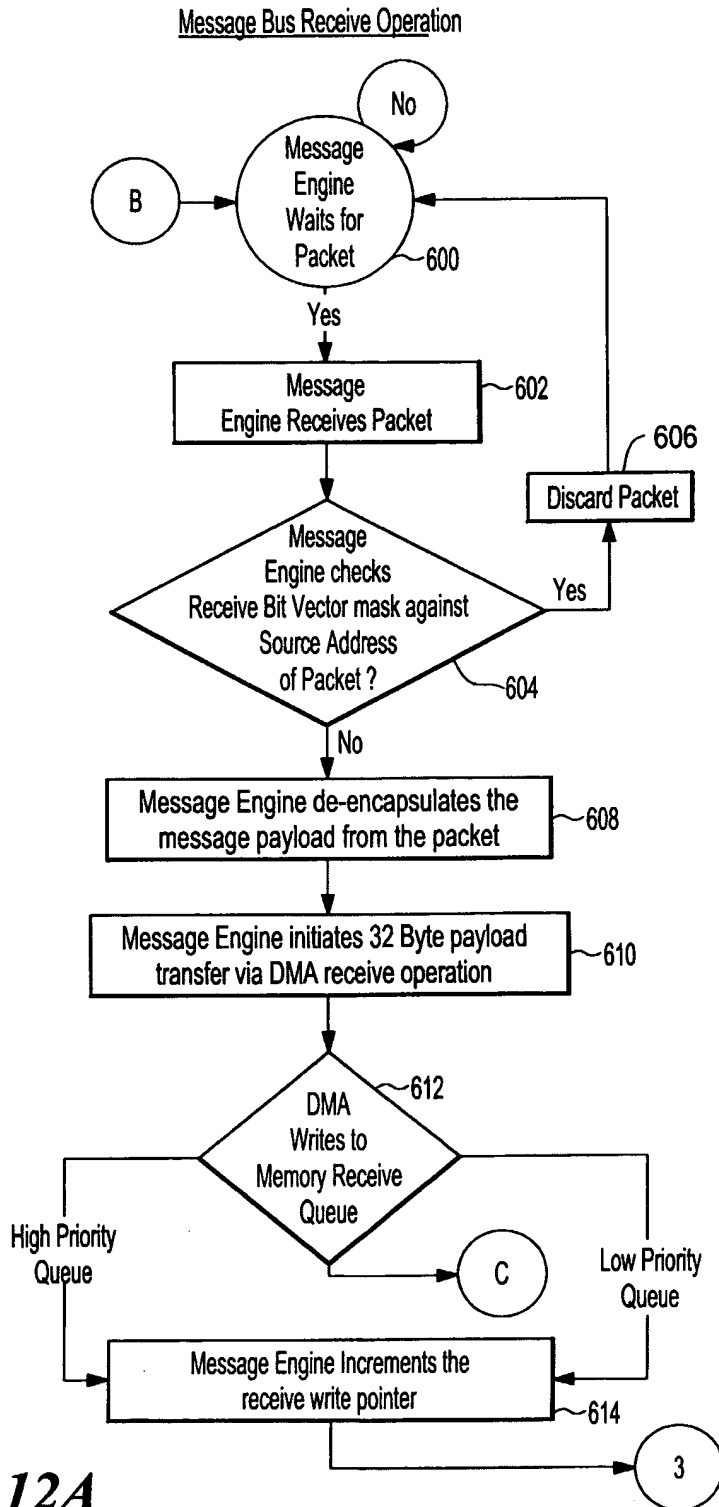 Message Bus Receive Operation
No
Message
Engine
Waits for
Packet
B
600
Yes
Message
Engine Receives Packet
602
606
Discard Packet
Message
Engine checks
Receive Bit Vector mask against
Source Address
of Packet ?
Yes
604
No
Message Engine de-encapsulates the
message payload from the packet
608
Message Engine initiates 32 Byte payload
transfer via DMA receive operation
610
612
DMA
Writes to
Memory Receive
Queue
High Priority
Queue
C
Low Priority
Queue
Message Engine Increments the
receive write pointer
614
3
12A